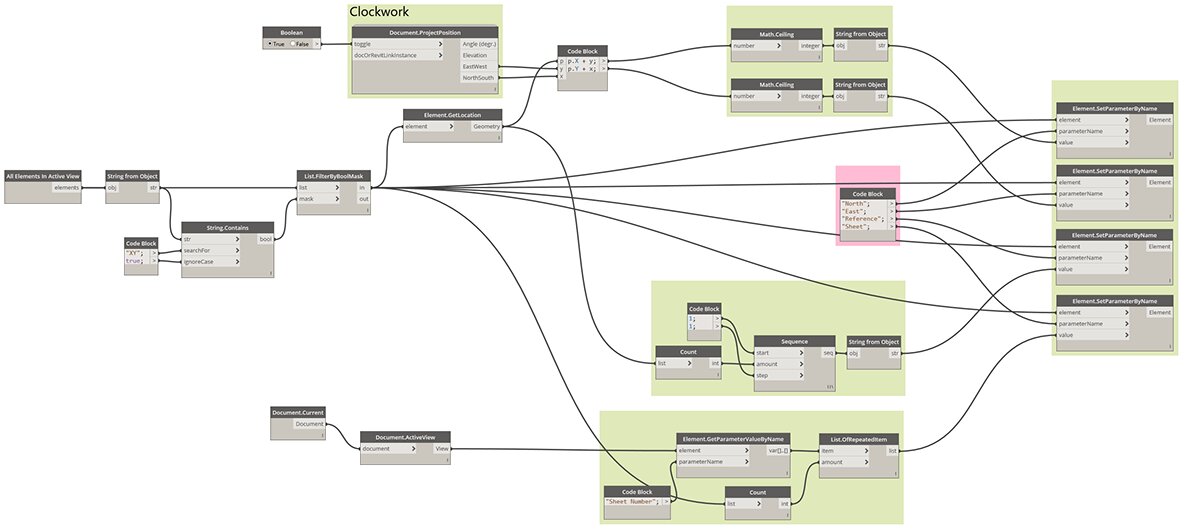 Clockwork
Boolean
True False >
Document.ProjectPosition
toggle > Angle (degr.)
docOrRevitLinkInstance > Elevation
EastWest
NorthSouth
Code Block
p p.X + y; >
y p.Y + x; >
x
Math.Ceiling
number > integer
String from Object
obj str
Math.Ceiling
number > integer
String from Object
obj str
Element.GetLocation
element > Geometry
All Elements In Active View
elements
String from Object
obj str
List.FilterByBoolMask
list > in
mask > out
String.Contains
str > bool
searchFor >
ignoreCase >
Code Block
"XY"; >
true; >
Code Block
"North"; >
"East"; >
"Reference"; >
"Sheet"; >
Element.SetParameterByName
element > Element
parameterName >
value >
Element.SetParameterByName
element > Element
parameterName >
value >
Element.SetParameterByName
element > Element
parameterName >
value >
Element.SetParameterByName
element > Element
parameterName >
value >
Code Block
1; >
1; >
Count
list > int
Sequence
start > seq
amount >
step >
String from Object
obj str
Document.Current
Document
Document.ActiveView
document > View
Element.GetParameterValueByName
element > var[]..[]
parameterName >
List.OfRepeatedItem
item > list
amount >
Code Block
"Sheet Number"; >
Count
list > int